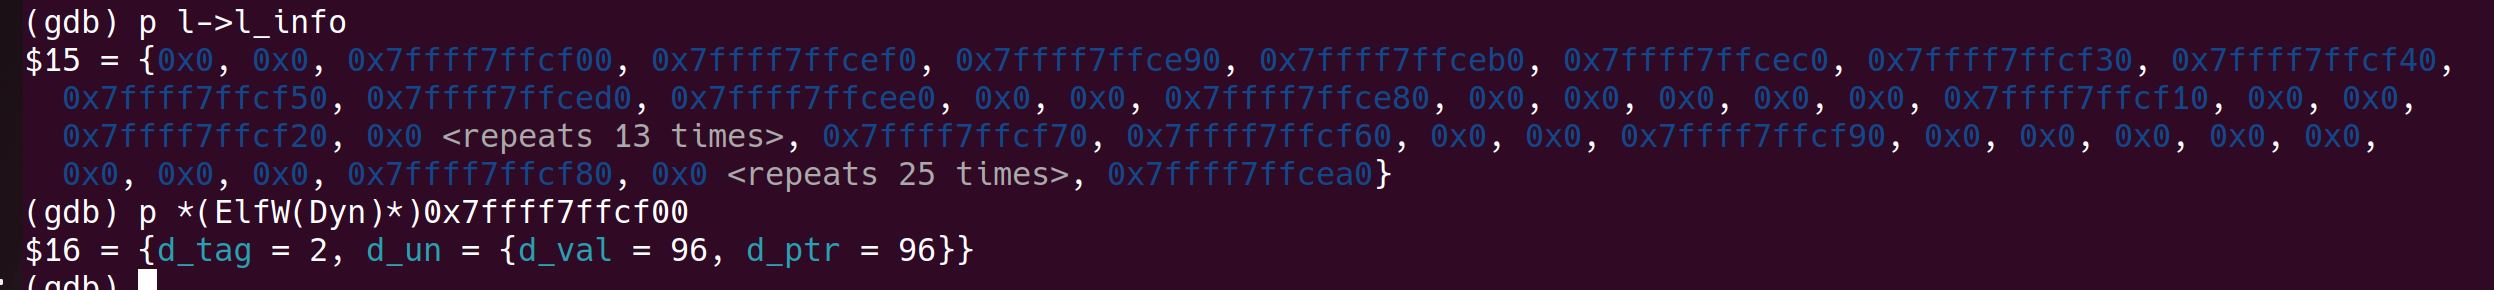 (gdb) p l->l_info
$15 = {0x0, 0x0, 0x7ffff7ffcf00, 0x7ffff7ffcef0, 0x7ffff7ffce90, 0x7ffff7ffceb0, 0x7ffff7ffcec0, 0x7ffff7ffcf30, 0x7ffff7ffcf40,
0x7ffff7ffcf50, 0x7ffff7ffced0, 0x7ffff7ffcee0, 0x0, 0x0, 0x7ffff7ffce80, 0x0, 0x0, 0x0, 0x0, 0x0, 0x7ffff7ffcf10, 0x0, 0x0,
0x7ffff7ffcf20, 0x0 <repeats 13 times>, 0x7ffff7ffcf70, 0x7ffff7ffcf60, 0x0, 0x0, 0x7ffff7ffcf90, 0x0, 0x0, 0x0, 0x0, 0x0,
0x0, 0x0, 0x0, 0x7ffff7ffcf80, 0x0 <repeats 25 times>, 0x7ffff7ffcea0}
(gdb) p *(ElfW(Dyn)*)0x7ffff7ffcf00
$16 = {d_tag = 2, d_un = {d_val = 96, d_ptr = 96}}
(gdb)